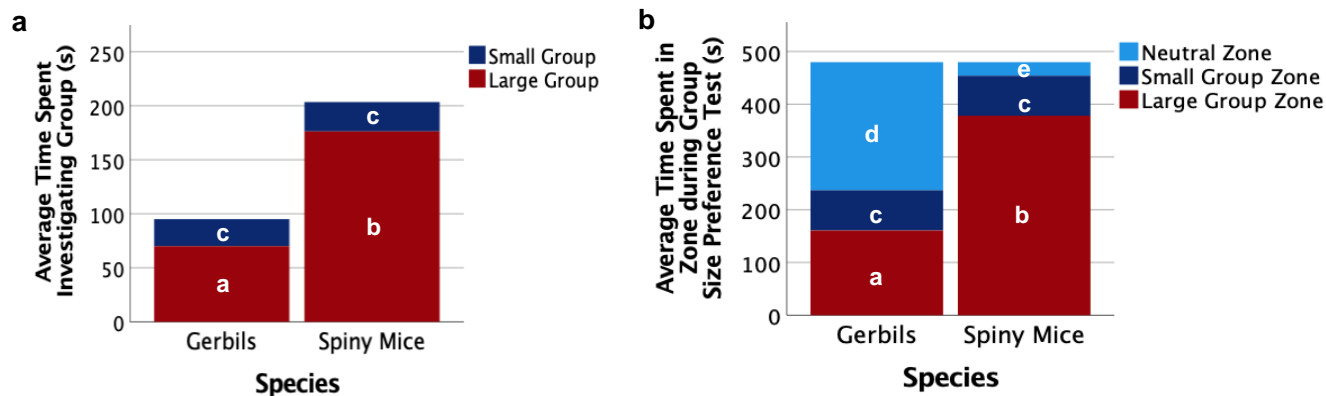 a
Average Time Spent
Investigating Group (s)
250
200
150
100
50
0
c
a
c
b
Gerbils
Spiny Mice
Species
Small Group
Large Group
b
Average Time Spent in
Zone during Group
Size Preference Test (s)
500
400
300
200
100
0
d
c
a
e
c
b
Gerbils
Spiny Mice
Species
Neutral Zone
Small Group Zone
Large Group Zone